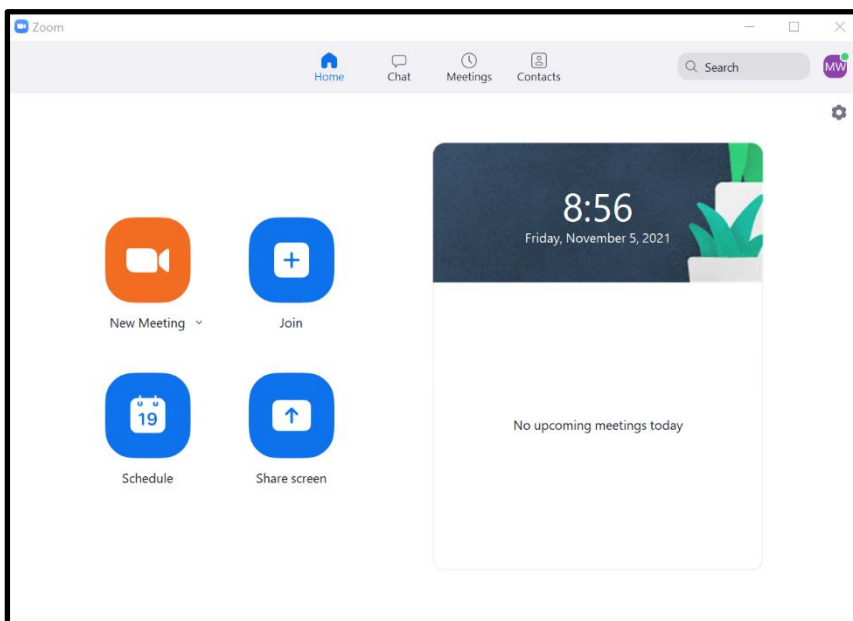 Zoom
Home
Chat
Meetings
Contacts
Search
MW
8:56
Friday, November 5, 2021
New Meeting
Join
19
Schedule
Share screen
No upcoming meetings today